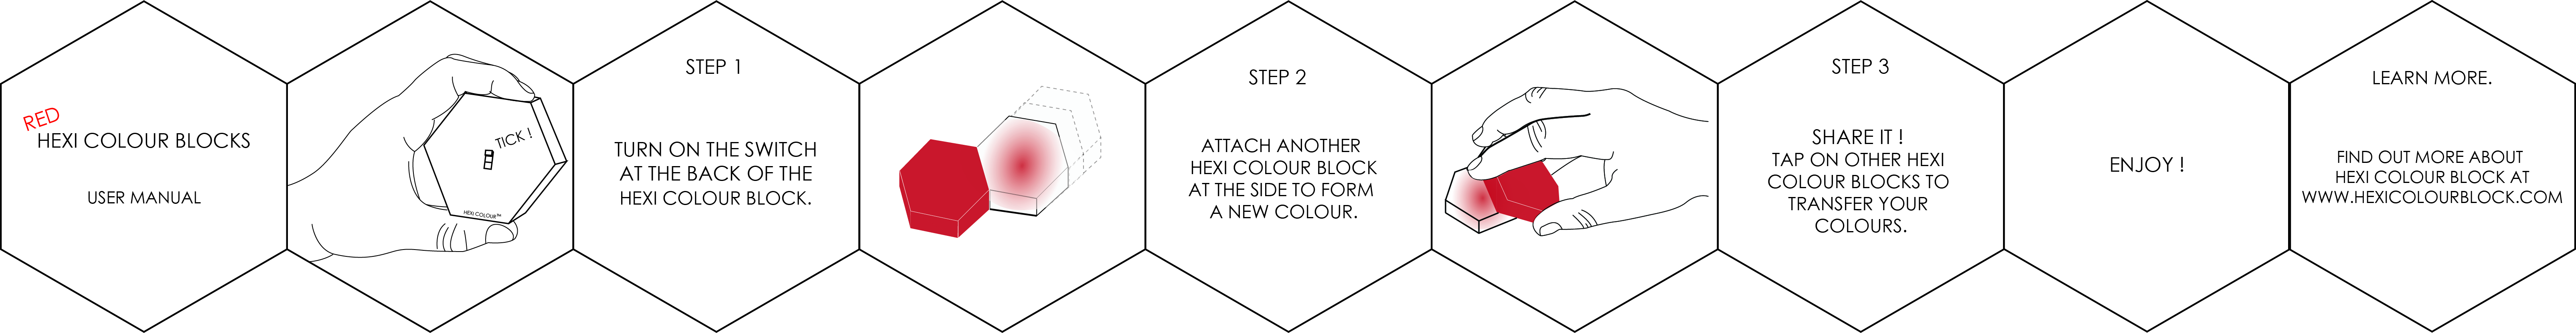 RED
HEXI COLOUR BLOCKS
USER MANUAL
TICK !
HEXI COLOUR™
STEP 1
TURN ON THE SWITCH
AT THE BACK OF THE
HEXI COLOUR BLOCK.
STEP 2
ATTACH ANOTHER
HEXI COLOUR BLOCK
AT THE SIDE TO FORM
A NEW COLOUR.
STEP 3
SHARE IT !
TAP ON OTHER HEXI
COLOUR BLOCKS TO
TRANSFER YOUR
COLOURS.
ENJOY !
LEARN MORE.
FIND OUT MORE ABOUT
HEXI COLOUR BLOCK AT
WWW.HEXICOLOURBLOCK.COM